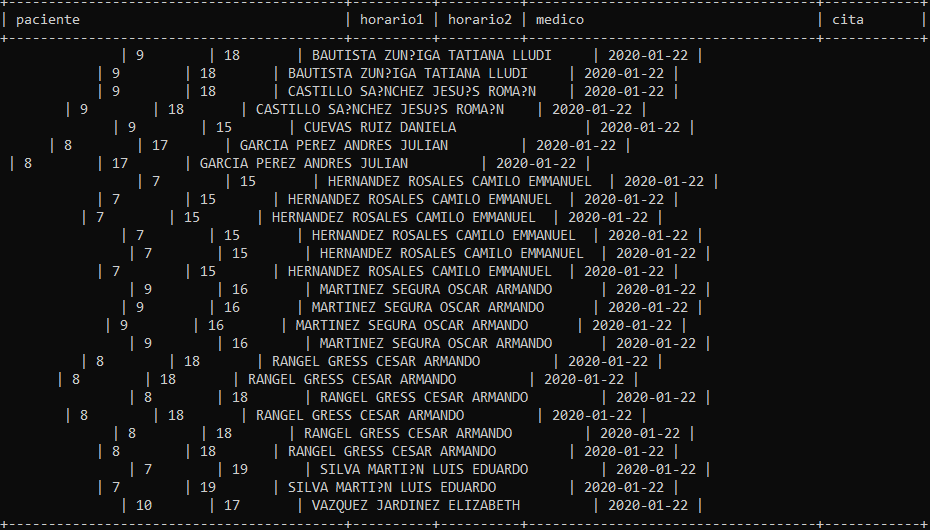 +------------------------------------------+----------+----------+------------------------------------+------------+
| paciente | horario1 | horario2 | medico | cita |
+------------------------------------------+----------+----------+------------------------------------+------------+
| 9 | 18 | BAUTISTA ZUN?IGA TATIANA LLUDI | 2020-01-22 |
| 9 | 18 | BAUTISTA ZUN?IGA TATIANA LLUDI | 2020-01-22 |
| 9 | 18 | CASTILLO SA?NCHEZ JESU?S ROMA?N | 2020-01-22 |
| 9 | 18 | CASTILLO SA?NCHEZ JESU?S ROMA?N | 2020-01-22 |
| 9 | 15 | CUEVAS RUIZ DANIELA | 2020-01-22 |
| 8 | 17 | GARCIA PEREZ ANDRES JULIAN | 2020-01-22 |
| 8 | 17 | GARCIA PEREZ ANDRES JULIAN | 2020-01-22 |
| 7 | 15 | HERNANDEZ ROSALES CAMILO EMMANUEL | 2020-01-22 |
| 7 | 15 | HERNANDEZ ROSALES CAMILO EMMANUEL | 2020-01-22 |
| 7 | 15 | HERNANDEZ ROSALES CAMILO EMMANUEL | 2020-01-22 |
| 7 | 15 | HERNANDEZ ROSALES CAMILO EMMANUEL | 2020-01-22 |
| 7 | 15 | HERNANDEZ ROSALES CAMILO EMMANUEL | 2020-01-22 |
| 7 | 15 | HERNANDEZ ROSALES CAMILO EMMANUEL | 2020-01-22 |
| 9 | 16 | MARTINEZ SEGURA OSCAR ARMANDO | 2020-01-22 |
| 9 | 16 | MARTINEZ SEGURA OSCAR ARMANDO | 2020-01-22 |
| 9 | 16 | MARTINEZ SEGURA OSCAR ARMANDO | 2020-01-22 |
| 9 | 16 | MARTINEZ SEGURA OSCAR ARMANDO | 2020-01-22 |
| 8 | 18 | RANGEL GRESS CESAR ARMANDO | 2020-01-22 |
| 8 | 18 | RANGEL GRESS CESAR ARMANDO | 2020-01-22 |
| 8 | 18 | RANGEL GRESS CESAR ARMANDO | 2020-01-22 |
| 8 | 18 | RANGEL GRESS CESAR ARMANDO | 2020-01-22 |
| 8 | 18 | RANGEL GRESS CESAR ARMANDO | 2020-01-22 |
| 8 | 18 | RANGEL GRESS CESAR ARMANDO | 2020-01-22 |
| 7 | 19 | SILVA MARTI?N LUIS EDUARDO | 2020-01-22 |
| 7 | 19 | SILVA MARTI?N LUIS EDUARDO | 2020-01-22 |
| 10 | 17 | VAZQUEZ JARDINEZ ELIZABETH | 2020-01-22 |
+------------------------------------------+----------+----------+------------------------------------+------------+